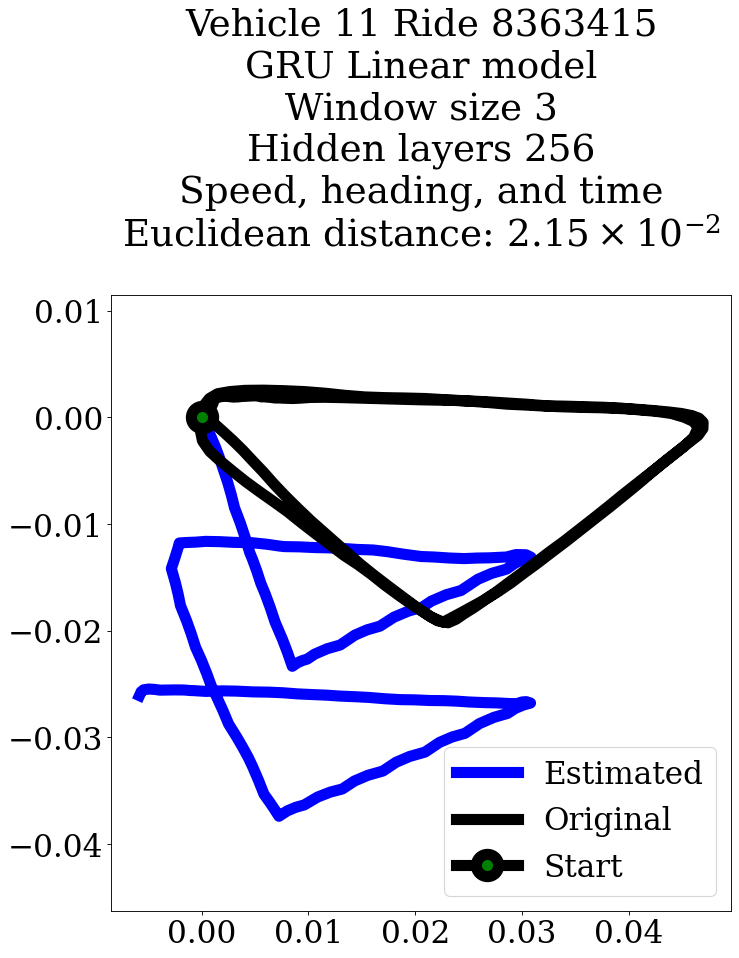 Vehicle 11 Ride 8363415
GRU Linear model
Window size 3
Hidden layers 256
Speed, heading, and time
Euclidean distance: 2.15 × 10⁻²
0.01
0.00
−0.01
−0.02
−0.03
−0.04
Estimated
Original
Start
0.00 0.01 0.02 0.03 0.04